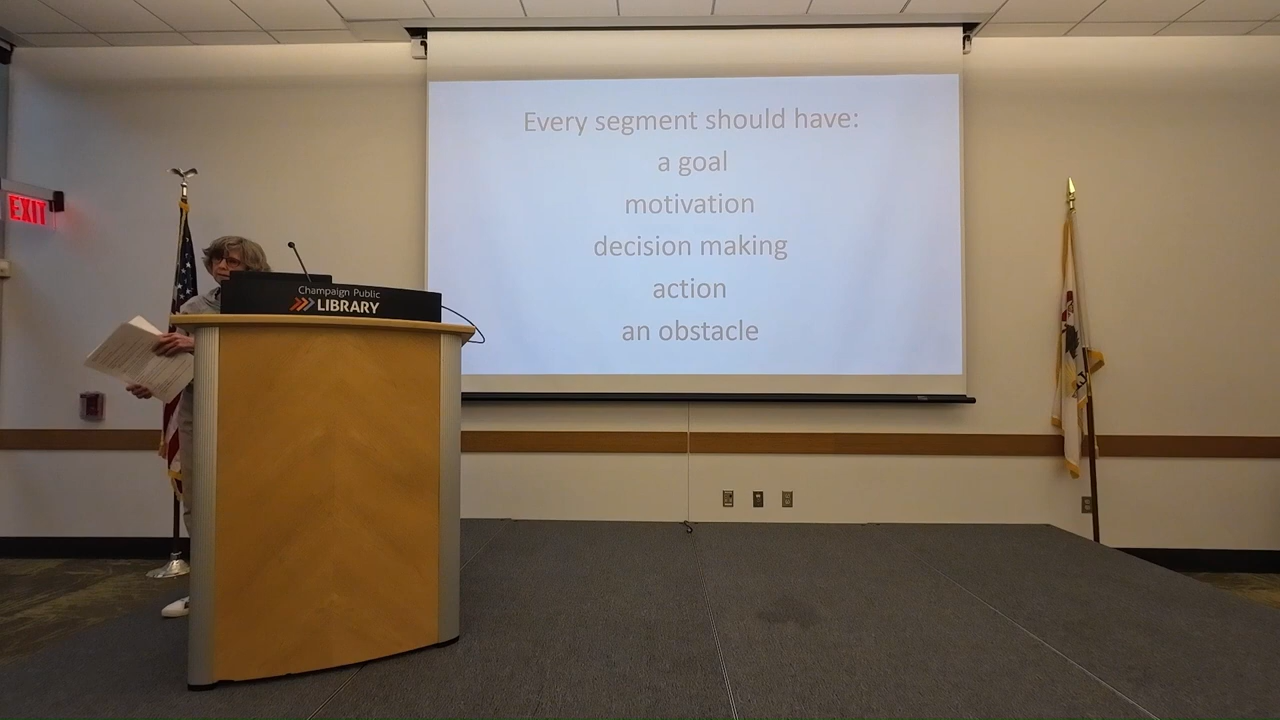 Every segment should have:
a goal
motivation
decision making
action
an obstacle
EXIT
Champaign Public
LIBRARY